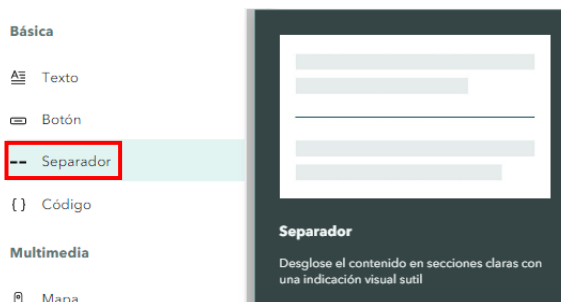 Básica
Texto
Botón
Separador
Código
Multimedia
Mapa
Separador
Desglose el contenido en secciones claras con
una indicación visual sutil